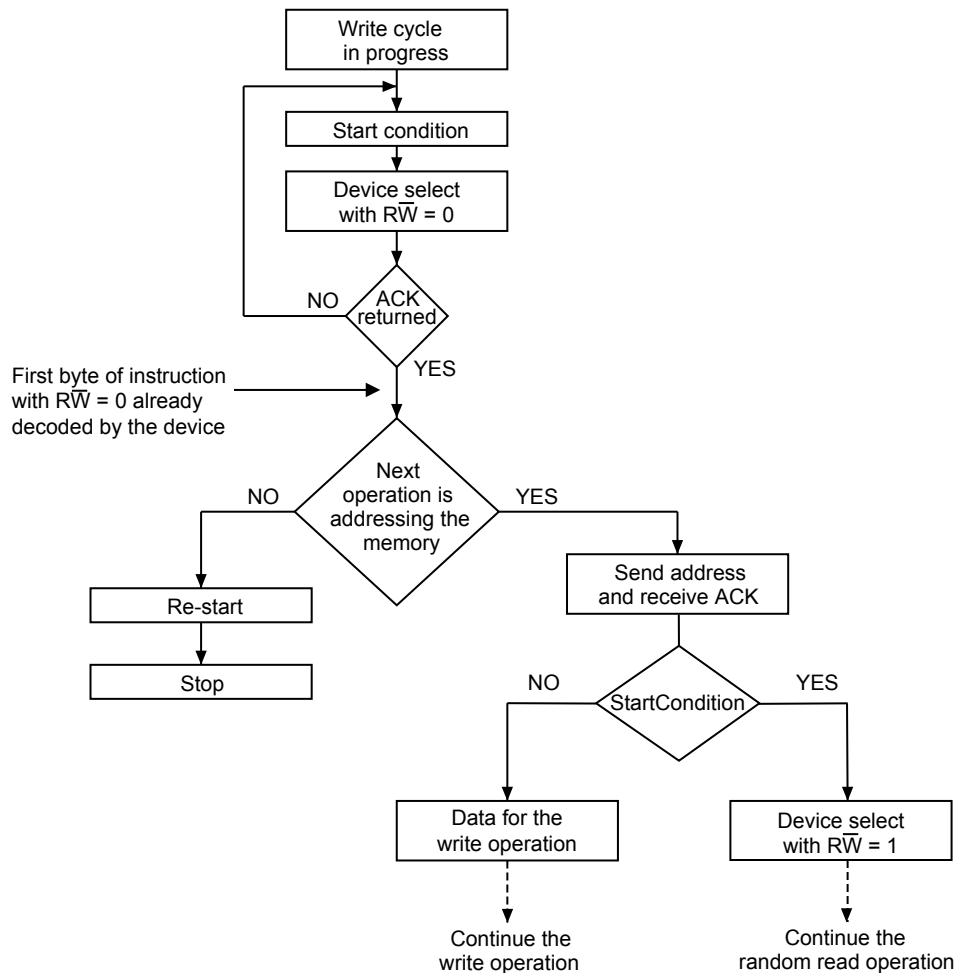 Write cycle
in progress
Start condition
Device select
with RW̅ = 0
NO
ACK
returned
YES
First byte of instruction
with RW̅ = 0 already
decoded by the device
NO
Next
operation is
addressing the
memory
YES
Send address
and receive ACK
Re-start
Stop
NO
StartCondition
YES
Data for the
write operation
Device select
with RW̅ = 1
Continue the
write operation
Continue the
random read operation